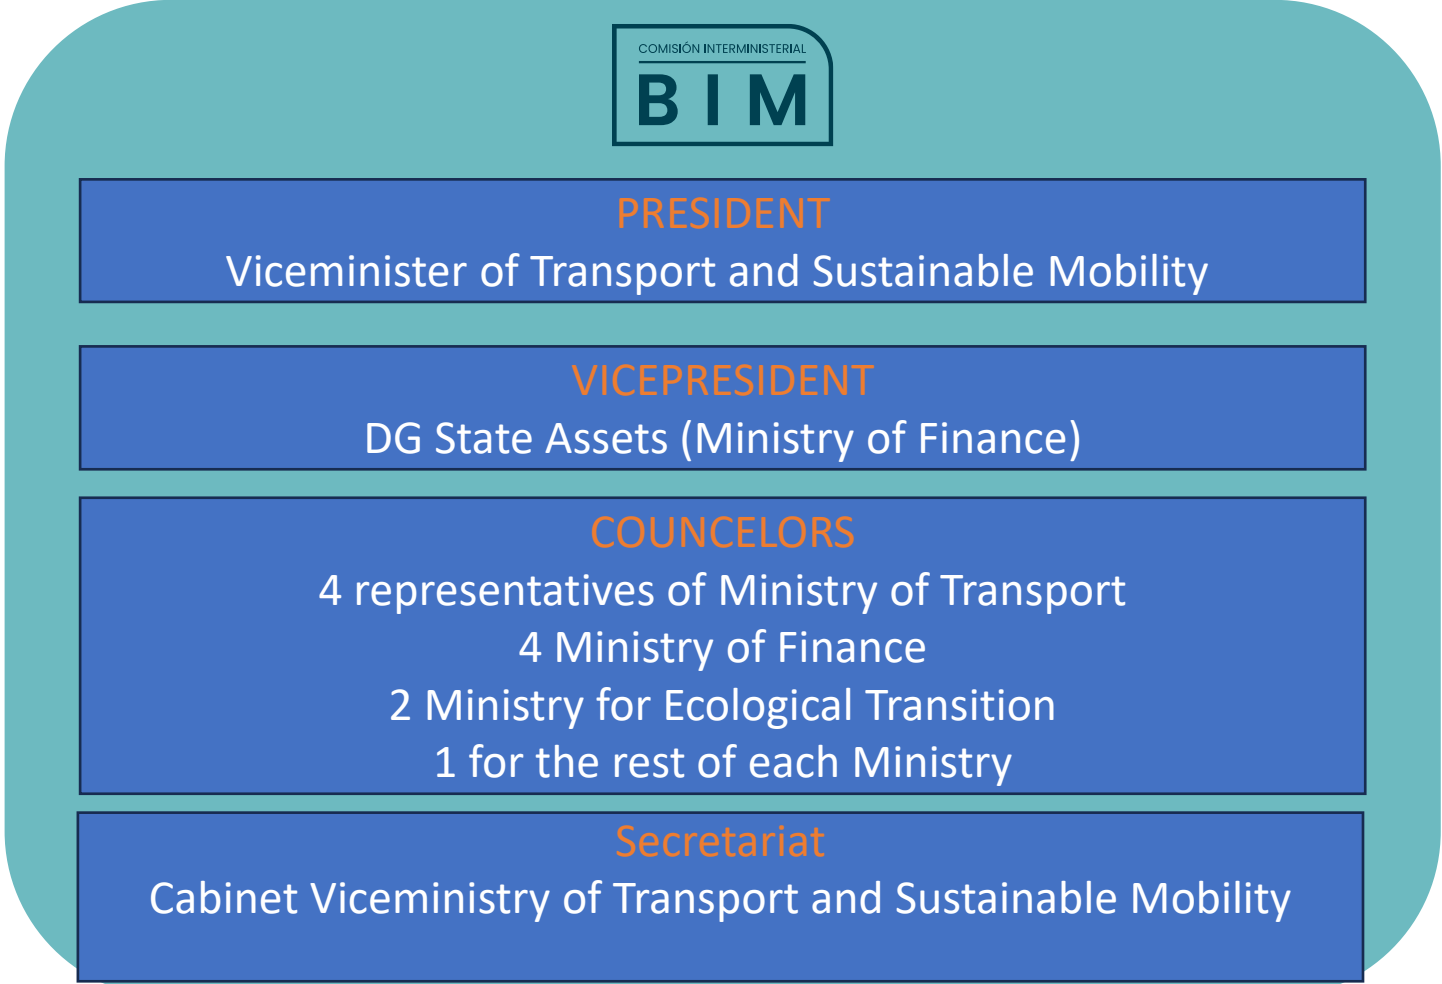 COMISIÓN INTERMINISTERIAL
BIM
PRESIDENT
Viceminister of Transport and Sustainable Mobility
VICEPRESIDENT
DG State Assets (Ministry of Finance)
COUNCELORS
4 representatives of Ministry of Transport
4 Ministry of Finance
2 Ministry for Ecological Transition
1 for the rest of each Ministry
Secretariat
Cabinet Viceministry of Transport and Sustainable Mobility